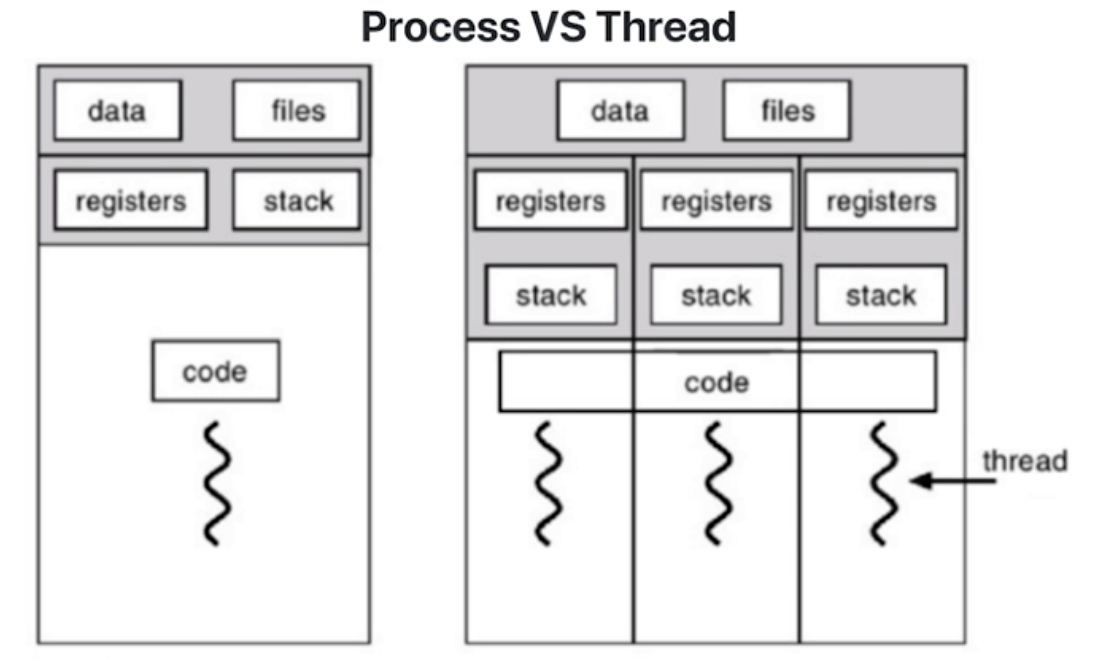 Process VS Thread
data files
registers stack
code
data files
registers registers registers
stack stack stack
code
thread